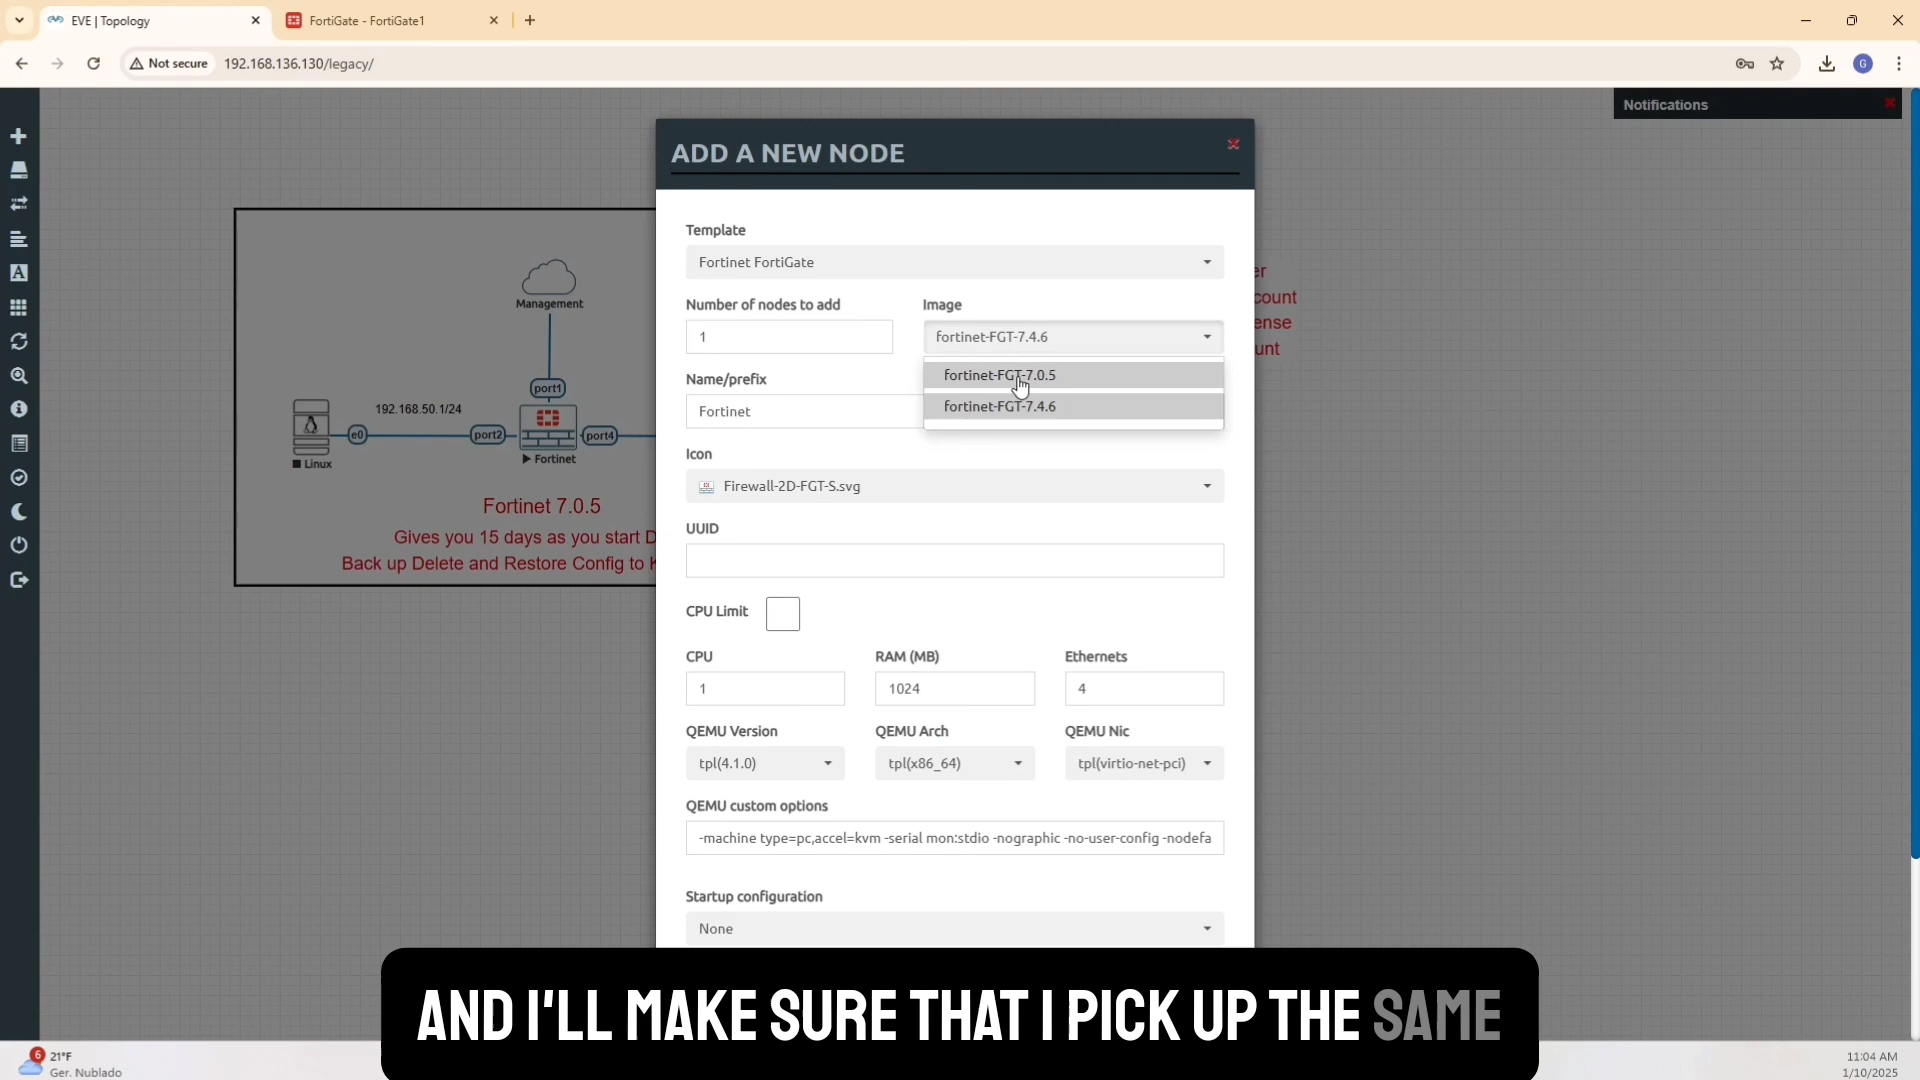 EVE | Topology
FortiGate - FortiGate1
Not secure
192.168.136.130/legacy/
G
Notifications
ADD A NEW NODE
Template
Fortinet FortiGate
Number of nodes to add
Image
1
fortinet-FGT-7.4.6
fortinet-FGT-7.0.5
fortinet-FGT-7.4.6
Name/prefix
Fortinet
Icon
Firewall-2D-FGT-S.svg
UUID
CPU Limit
CPU
RAM (MB)
Ethernets
1
1024
4
QEMU Version
QEMU Arch
QEMU Nic
tpl(4.1.0)
tpl(x86_64)
tpl(virtio-net-pci)
QEMU custom options
-machine type=pc,accel=kvm -serial mon:stdio -nographic -no-user-config -nodefa
Startup configuration
None
Management
port1
192.168.50.1/24
e0
port2
port4
Linux
Fortinet
Fortinet 7.0.5
Gives you 15 days as you start D
Back up Delete and Restore Config to K
er
count
ense
unt
A
AND I'LL MAKE SURE THAT I PICK UP THE SAME
6
21°F
Ger. Nublado
11:04 AM
1/10/2025